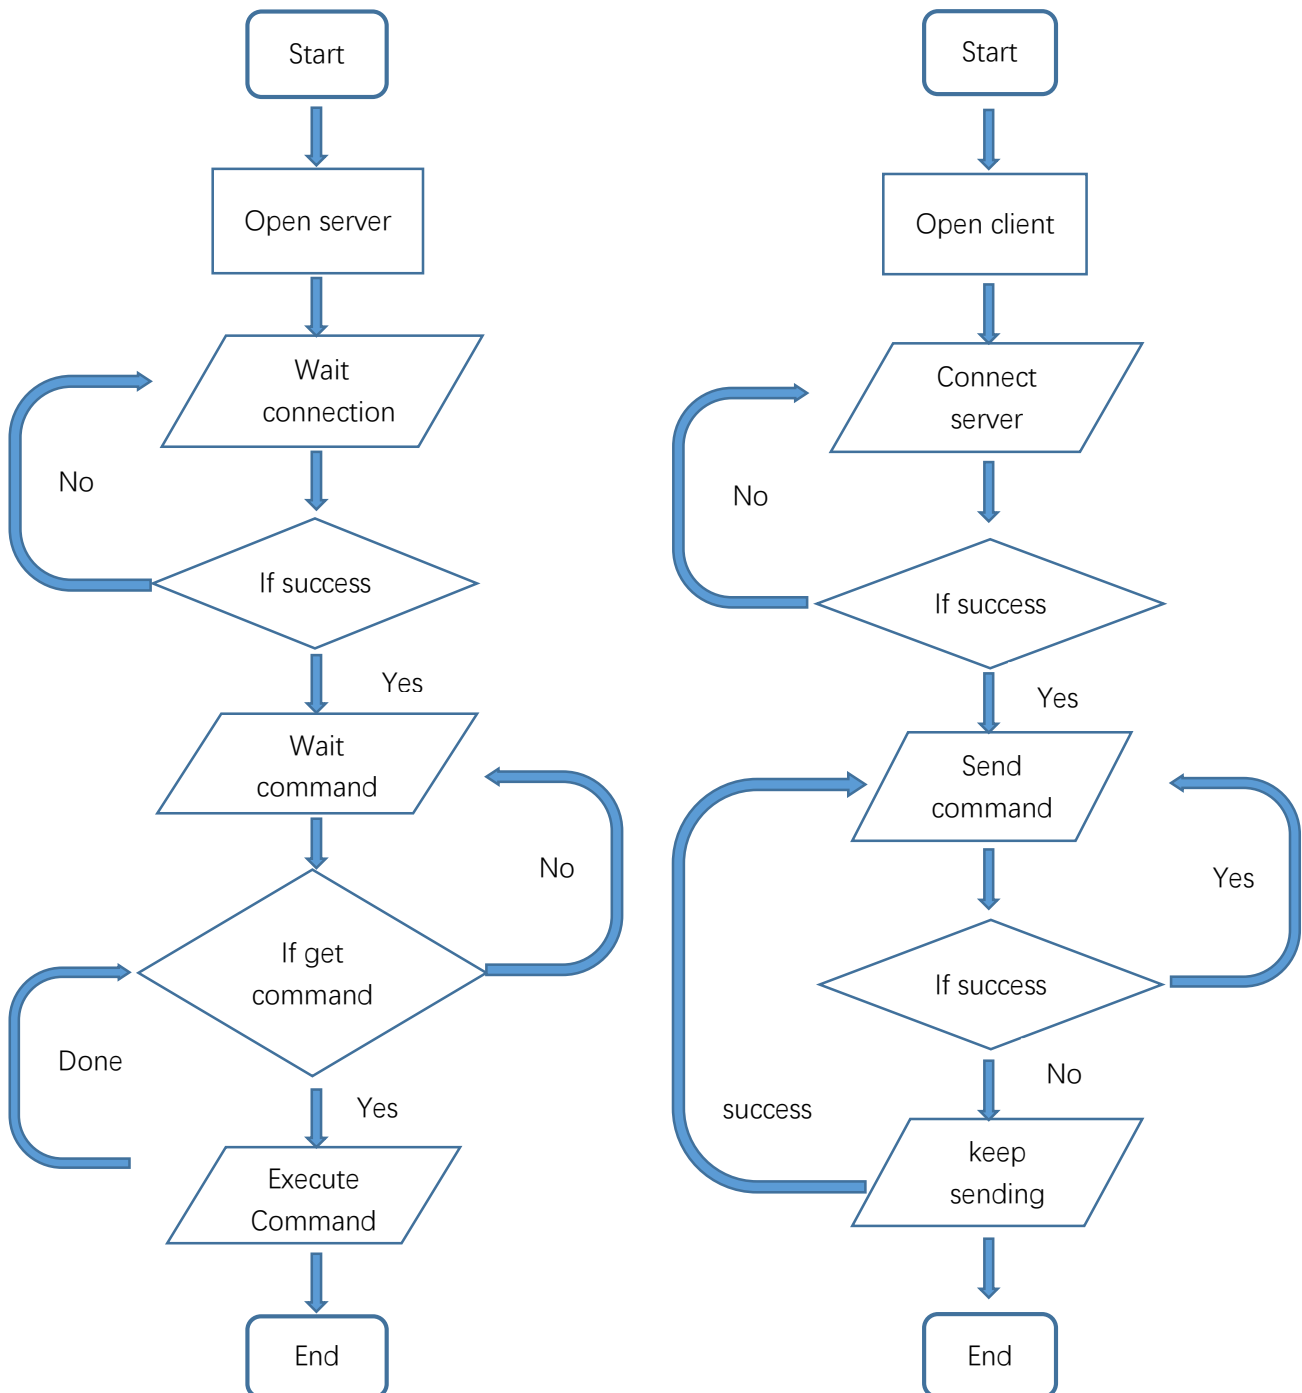 Start
Open server
Wait
connection
No
If success
Yes
Wait
command
No
If get
command
Done
Yes
Execute
Command
End
Start
Open client
Connect
server
No
If success
Yes
Send
command
Yes
If success
No
success
keep
sending
End